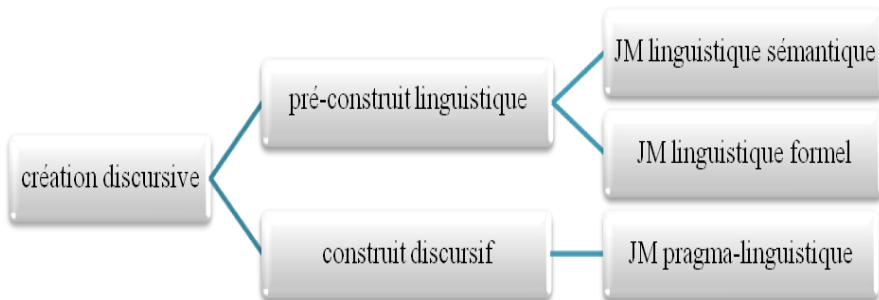 création discursive
pré-construit linguistique
JM linguistique sémantique
JM linguistique formel
construit discursif
JM pragma-linguistique